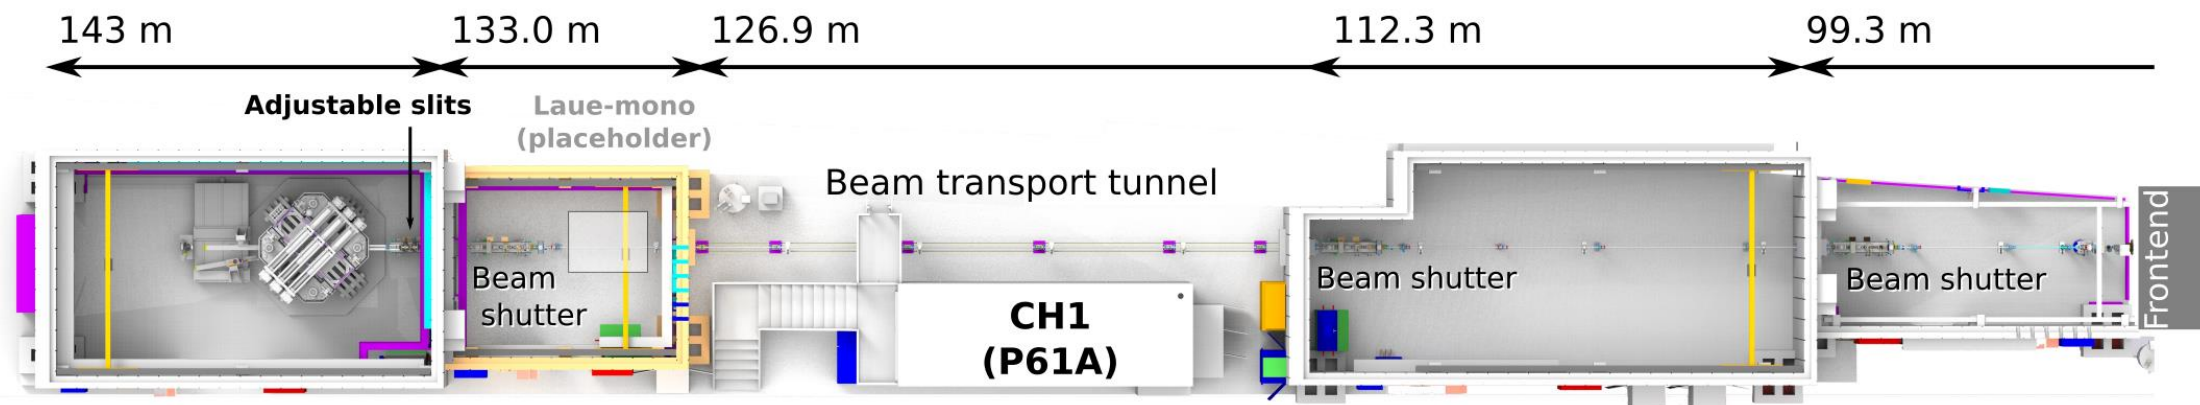 143 m
133.0 m
126.9 m
112.3 m
99.3 m
Adjustable slits
Laue-mono
(placeholder)
Beam transport tunnel
Beam
shutter
Beam shutter
Beam shutter
Frontend
CH1
(P61A)